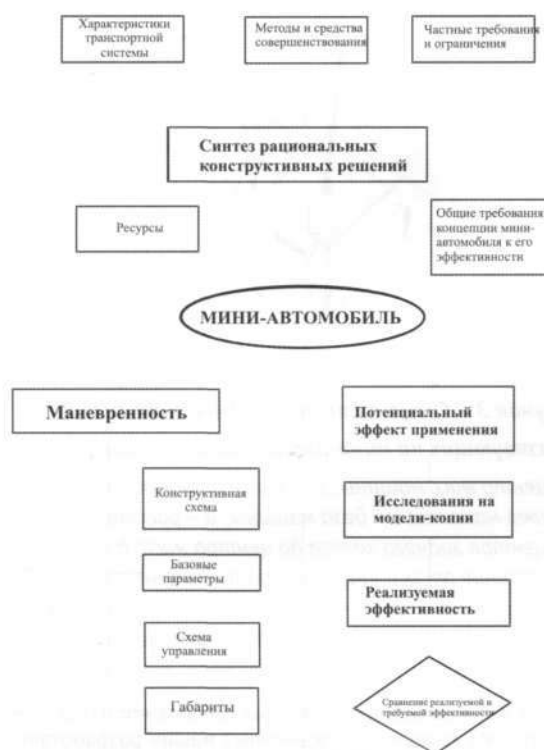 Характеристики
транспортной
системы
Методы и средства
совершенствования
Частные требования
и ограничения
Синтез рациональных
конструктивных решений
Ресурсы
Общие требования
концепции мини-
автомобиля к его
эффективности
МИНИ-АВТОМОБИЛЬ
Маневренность
Потенциальный
эффект применения
Конструктивная
схема
Исследования на
модели-копии
Базовые
параметры
Реализуемая
эффективность
Схема
управления
Габариты
Сравнение реализуемой и
требуемой эффективности